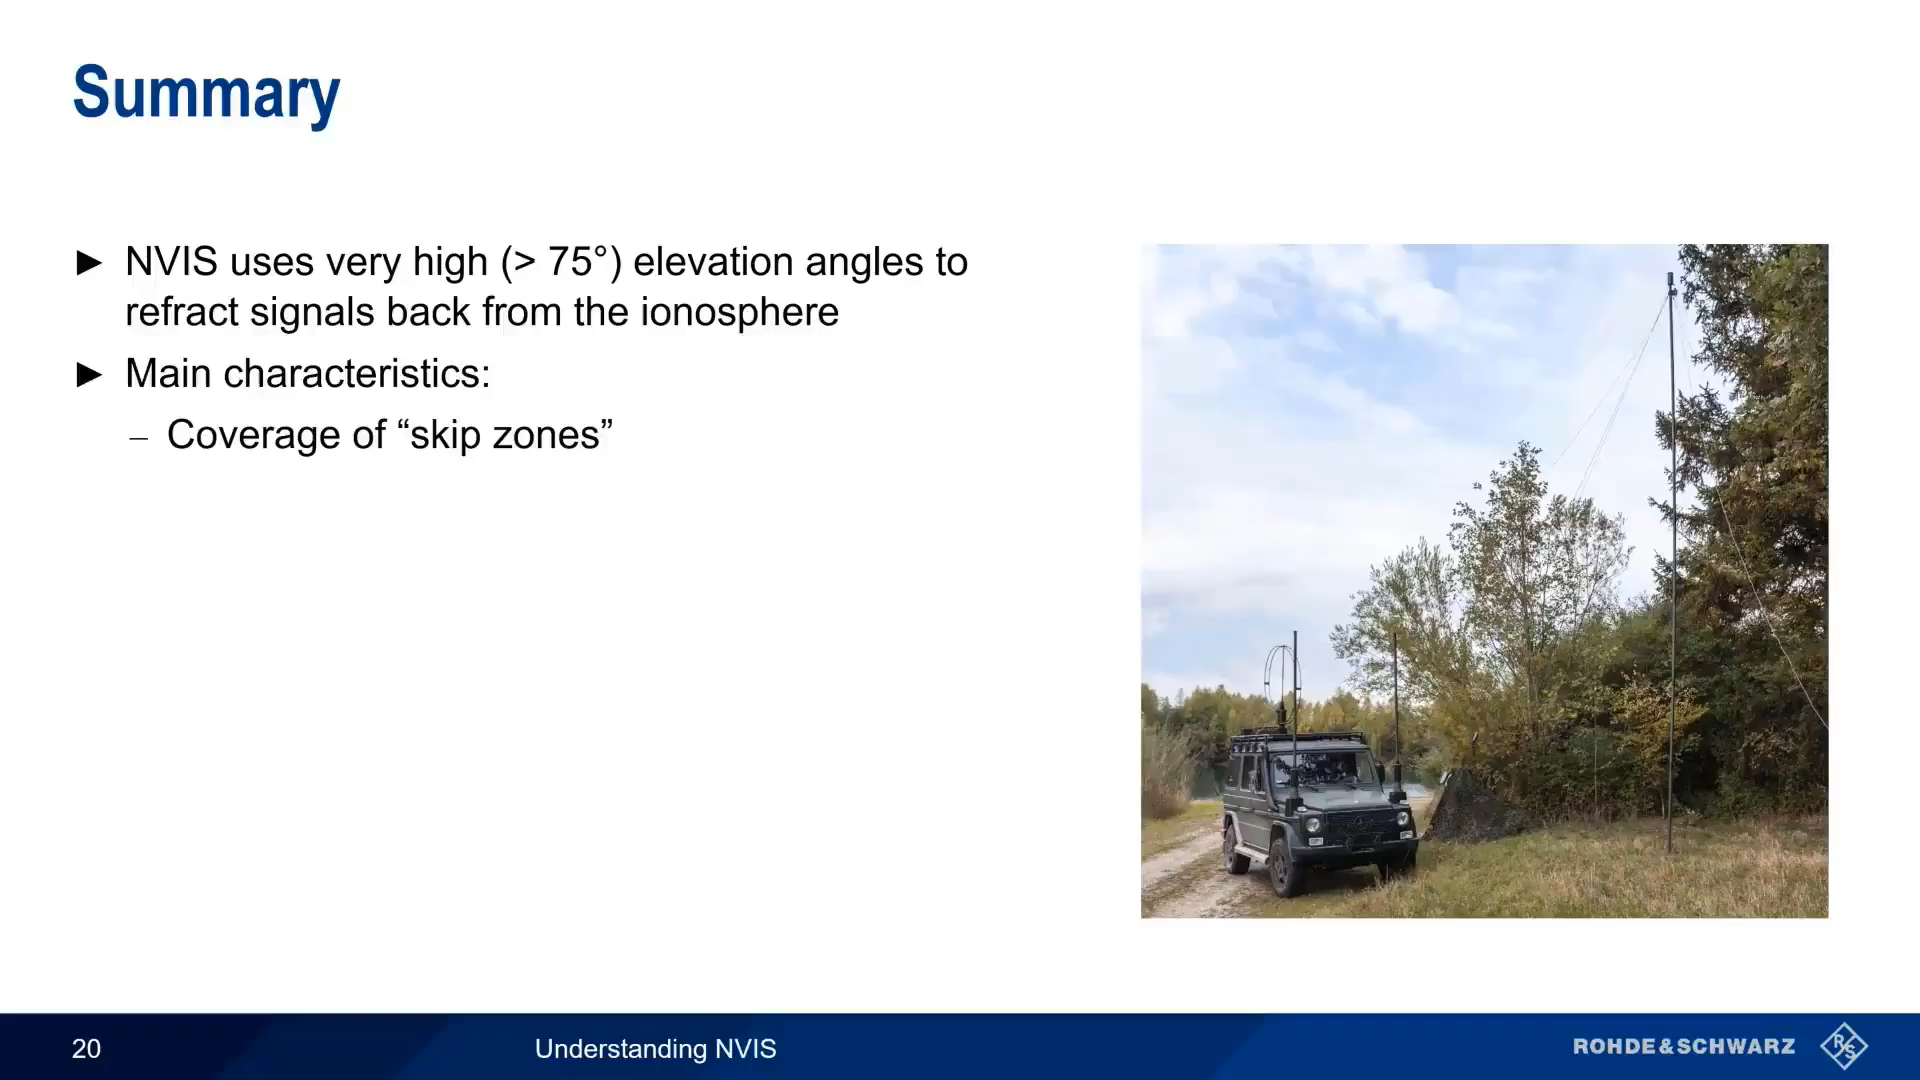 Summary
► NVIS uses very high (> 75°) elevation angles to
refract signals back from the ionosphere
► Main characteristics:
– Coverage of “skip zones”
20
Understanding NVIS
ROHDE&SCHWARZ
R&S